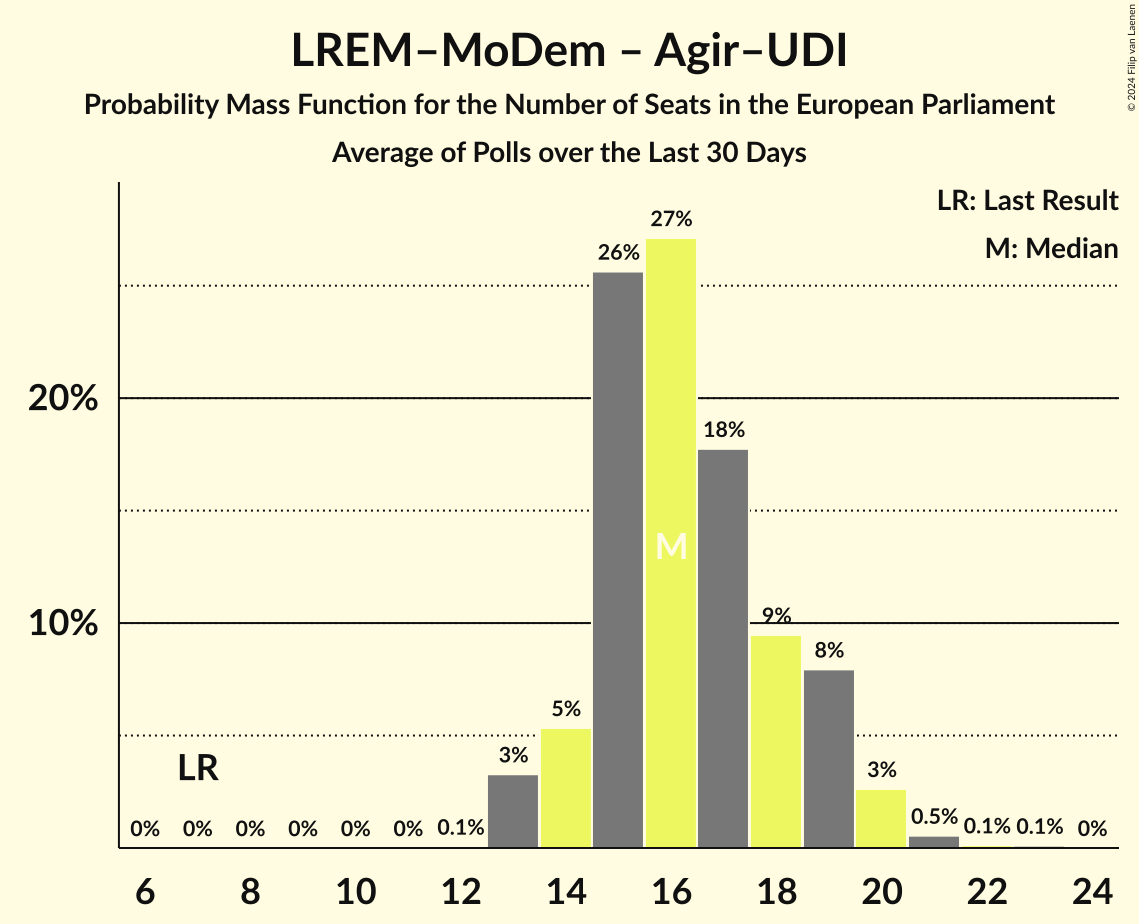 LREM–MoDem – Agir–UDI
Probability Mass Function for the Number of Seats in the European Parliament
Average of Polls over the Last 30 Days
© 2024 Filip van Laenen
LR: Last Result
M: Median
27%
26%
20%
18%
M
10%
9%
8%
5%
3%
LR
3%
0% 0% 0% 0% 0% 0% 0.1% 0.5% 0.1% 0.1% 0%
6 8 10 12 14 16 18 20 22 24